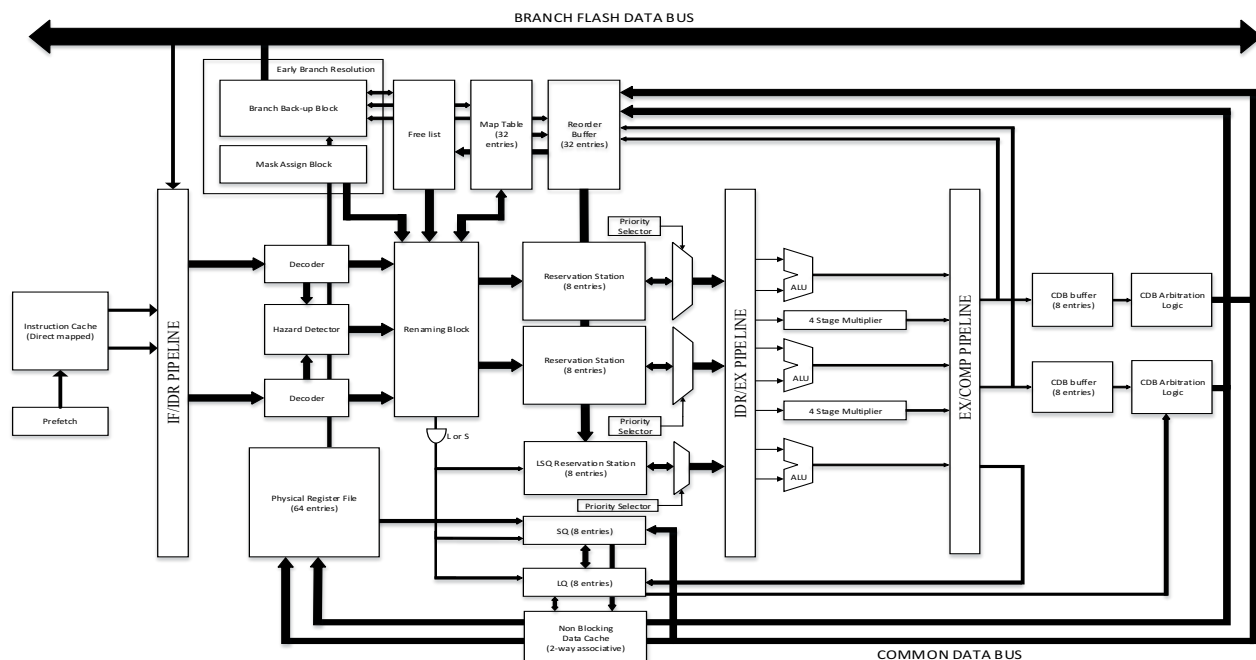 BRANCH FLASH DATA BUS
Early Branch Resolution
Branch Back-up Block
Mask Assign Block
Free list
Map Table
(32
entries)
Reorder
Buffer
(32 entries)
Priority
Selector
Decoder
Hazard Detector
Decoder
Renaming Block
Reservation Station
(8 entries)
Reservation Station
(8 entries)
Priority
Selector
Instruction Cache
(Direct mapped)
Prefetch
IF/IDR PIPELINE
IDR/EX PIPELINE
ALU
4 Stage Multiplier
ALU
4 Stage Multiplier
ALU
EX/COMP PIPELINE
CDB buffer
(8 entries)
CDB Arbitration
Logic
CDB buffer
(8 entries)
CDB Arbitration
Logic
L or S
LSQ Reservation Station
(8 entries)
Priority Selector
Physical Register File
(64 entries)
SQ (8 entries)
LQ (8 entries)
Non Blocking
Data Cache
(2-way associative)
COMMON DATA BUS